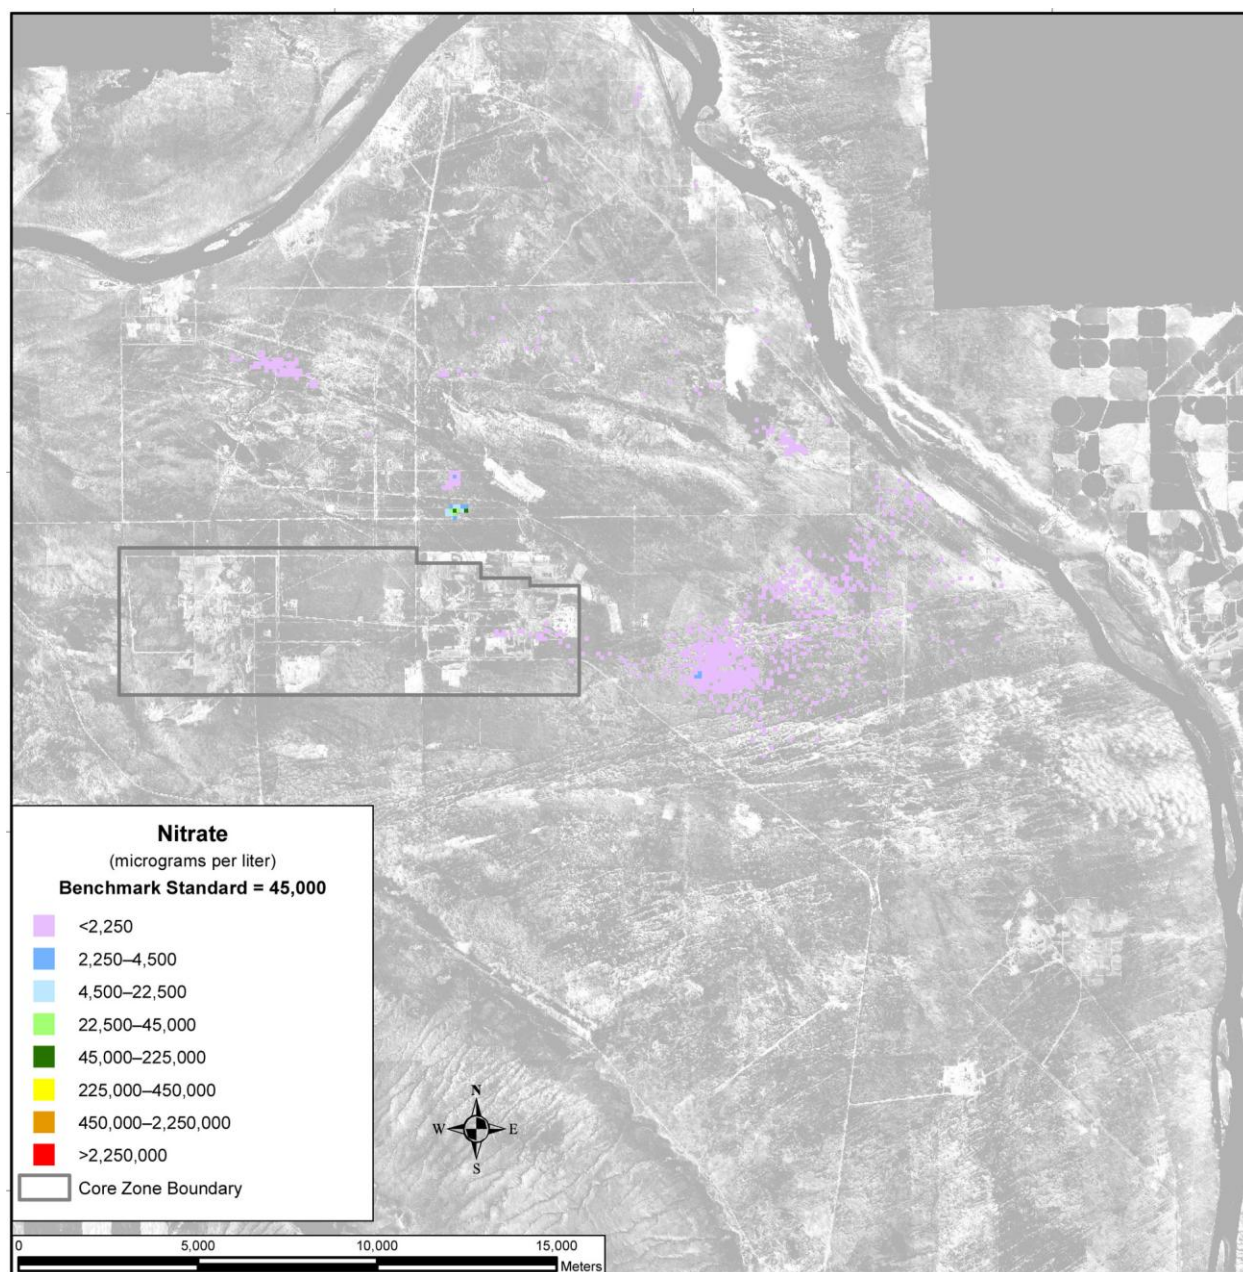 Nitrate
(micrograms per liter)
Benchmark Standard = 45,000
<2,250
2,250–4,500
4,500–22,500
22,500–45,000
45,000–225,000
225,000–450,000
450,000–2,250,000
>2,250,000
Core Zone Boundary
N
W E
S
0 5,000 10,000 15,000
Meters